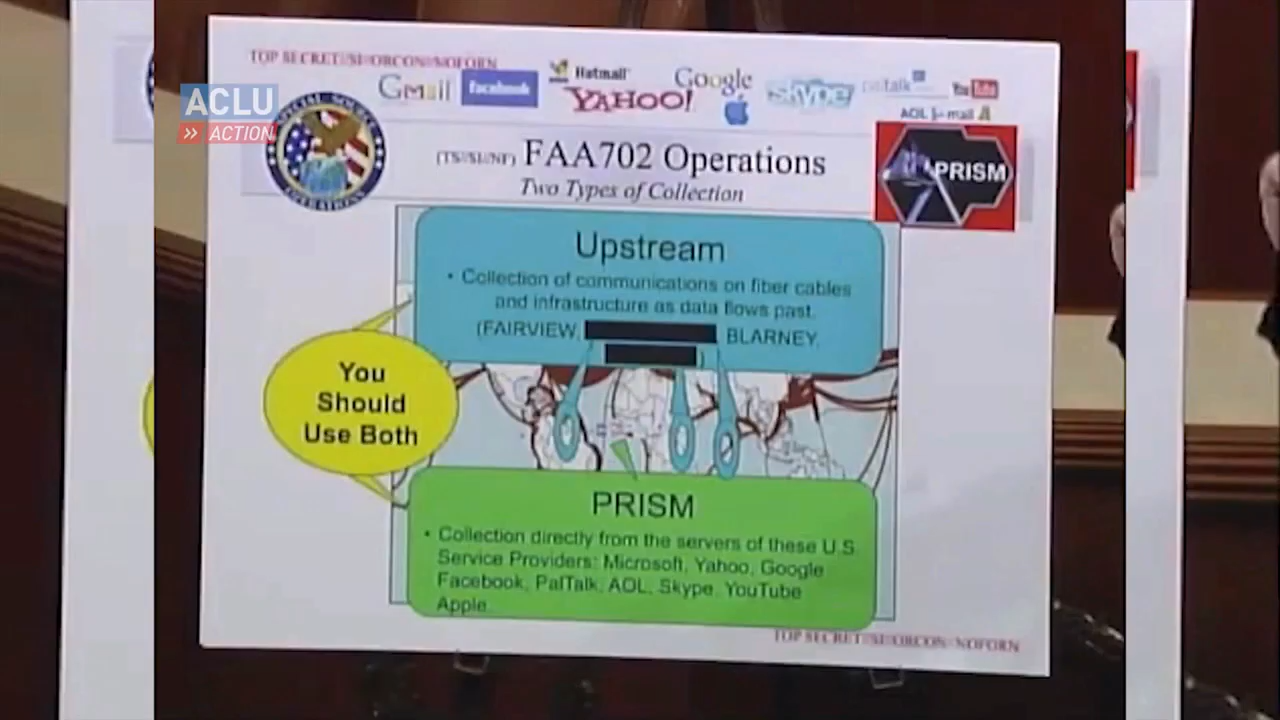 TOP SECRET//SI//ORCON//NOFORN
Gmail facebook Hotmail YAHOO! Google skype paltalk YouTube
AOL mail
ACLU
>> ACTION
SPECIAL SOURCE OPERATIONS
(TS//SI//NF) FAA702 Operations
Two Types of Collection
PRISM
Upstream
• Collection of communications on fiber cables
and infrastructure as data flows past.
(FAIRVIEW, BLARNEY,
)
You
Should
Use Both
PRISM
• Collection directly from the servers of these U.S.
Service Providers: Microsoft, Yahoo, Google
Facebook, PalTalk, AOL, Skype, YouTube
Apple.
TOP SECRET//SI//ORCON//NOFORN